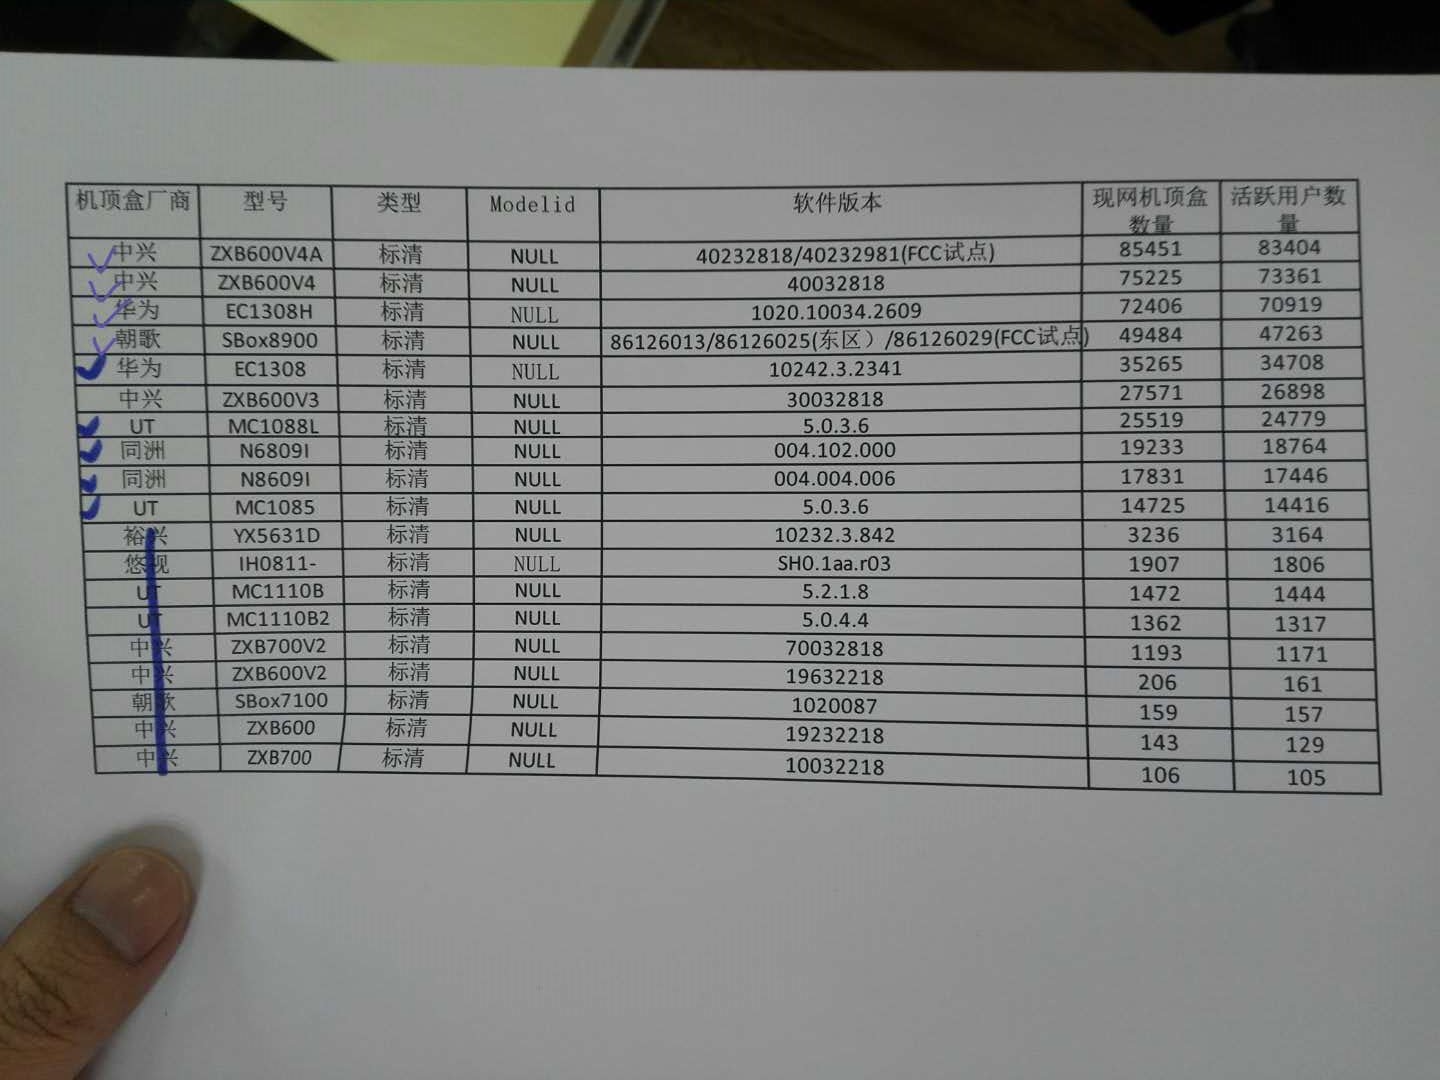 机顶盒厂商 型号 类型 Modelid 软件版本 现网机顶盒数量 活跃用户数量
中兴 ZXB600V4A 标清 NULL 40232818/40232981(FCC试点) 85451 83404
中兴 ZXB600V4 标清 NULL 40032818 75225 73361
华为 EC1308H 标清 NULL 1020.10034.2609 72406 70919
朝歌 SBox8900 标清 NULL 86126013/86126025(东区）/86126029(FCC试点) 49484 47263
华为 EC1308 标清 NULL 10242.3.2341 35265 34708
中兴 ZXB600V3 标清 NULL 30032818 27571 26898
UT MC1088L 标清 NULL 5.0.3.6 25519 24779
同洲 N6809I 标清 NULL 004.102.000 19233 18764
同洲 N8609I 标清 NULL 004.004.006 17831 17446
UT MC1085 标清 NULL 5.0.3.6 14725 14416
裕兴 YX5631D 标清 NULL 10232.3.842 3236 3164
悠视 IH0811- 标清 NULL SH0.1aa.r03 1907 1806
UT MC1110B 标清 NULL 5.2.1.8 1472 1444
UT MC1110B2 标清 NULL 5.0.4.4 1362 1317
中兴 ZXB700V2 标清 NULL 70032818 1193 1171
中兴 ZXB600V2 标清 NULL 19632218 206 161
朝歌 SBox7100 标清 NULL 1020087 159 157
中兴 ZXB600 标清 NULL 19232218 143 129
中兴 ZXB700 标清 NULL 10032218 106 105